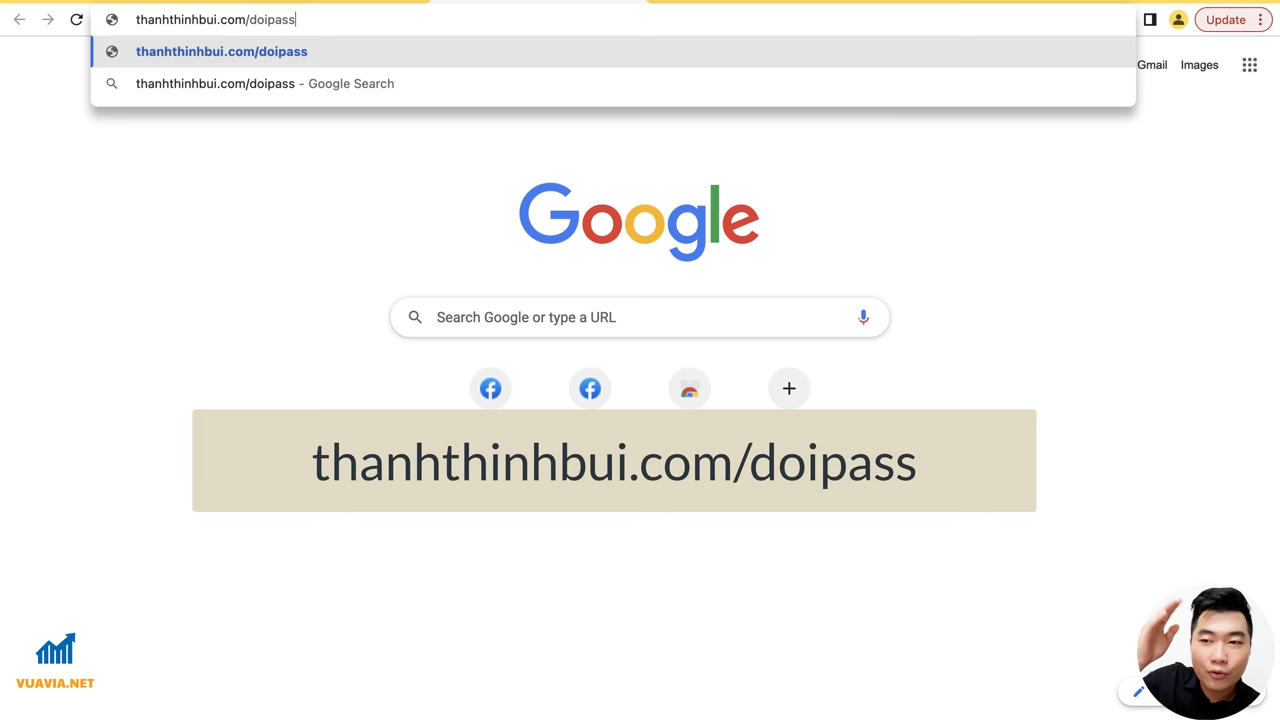 thanhthinhbui.com/doipass
Update
thanhthinhbui.com/doipass
thanhthinhbui.com/doipass - Google Search
Gmail Images
Google
Search Google or type a URL
thanhthinhbui.com/doipass
VUAVIA.NET